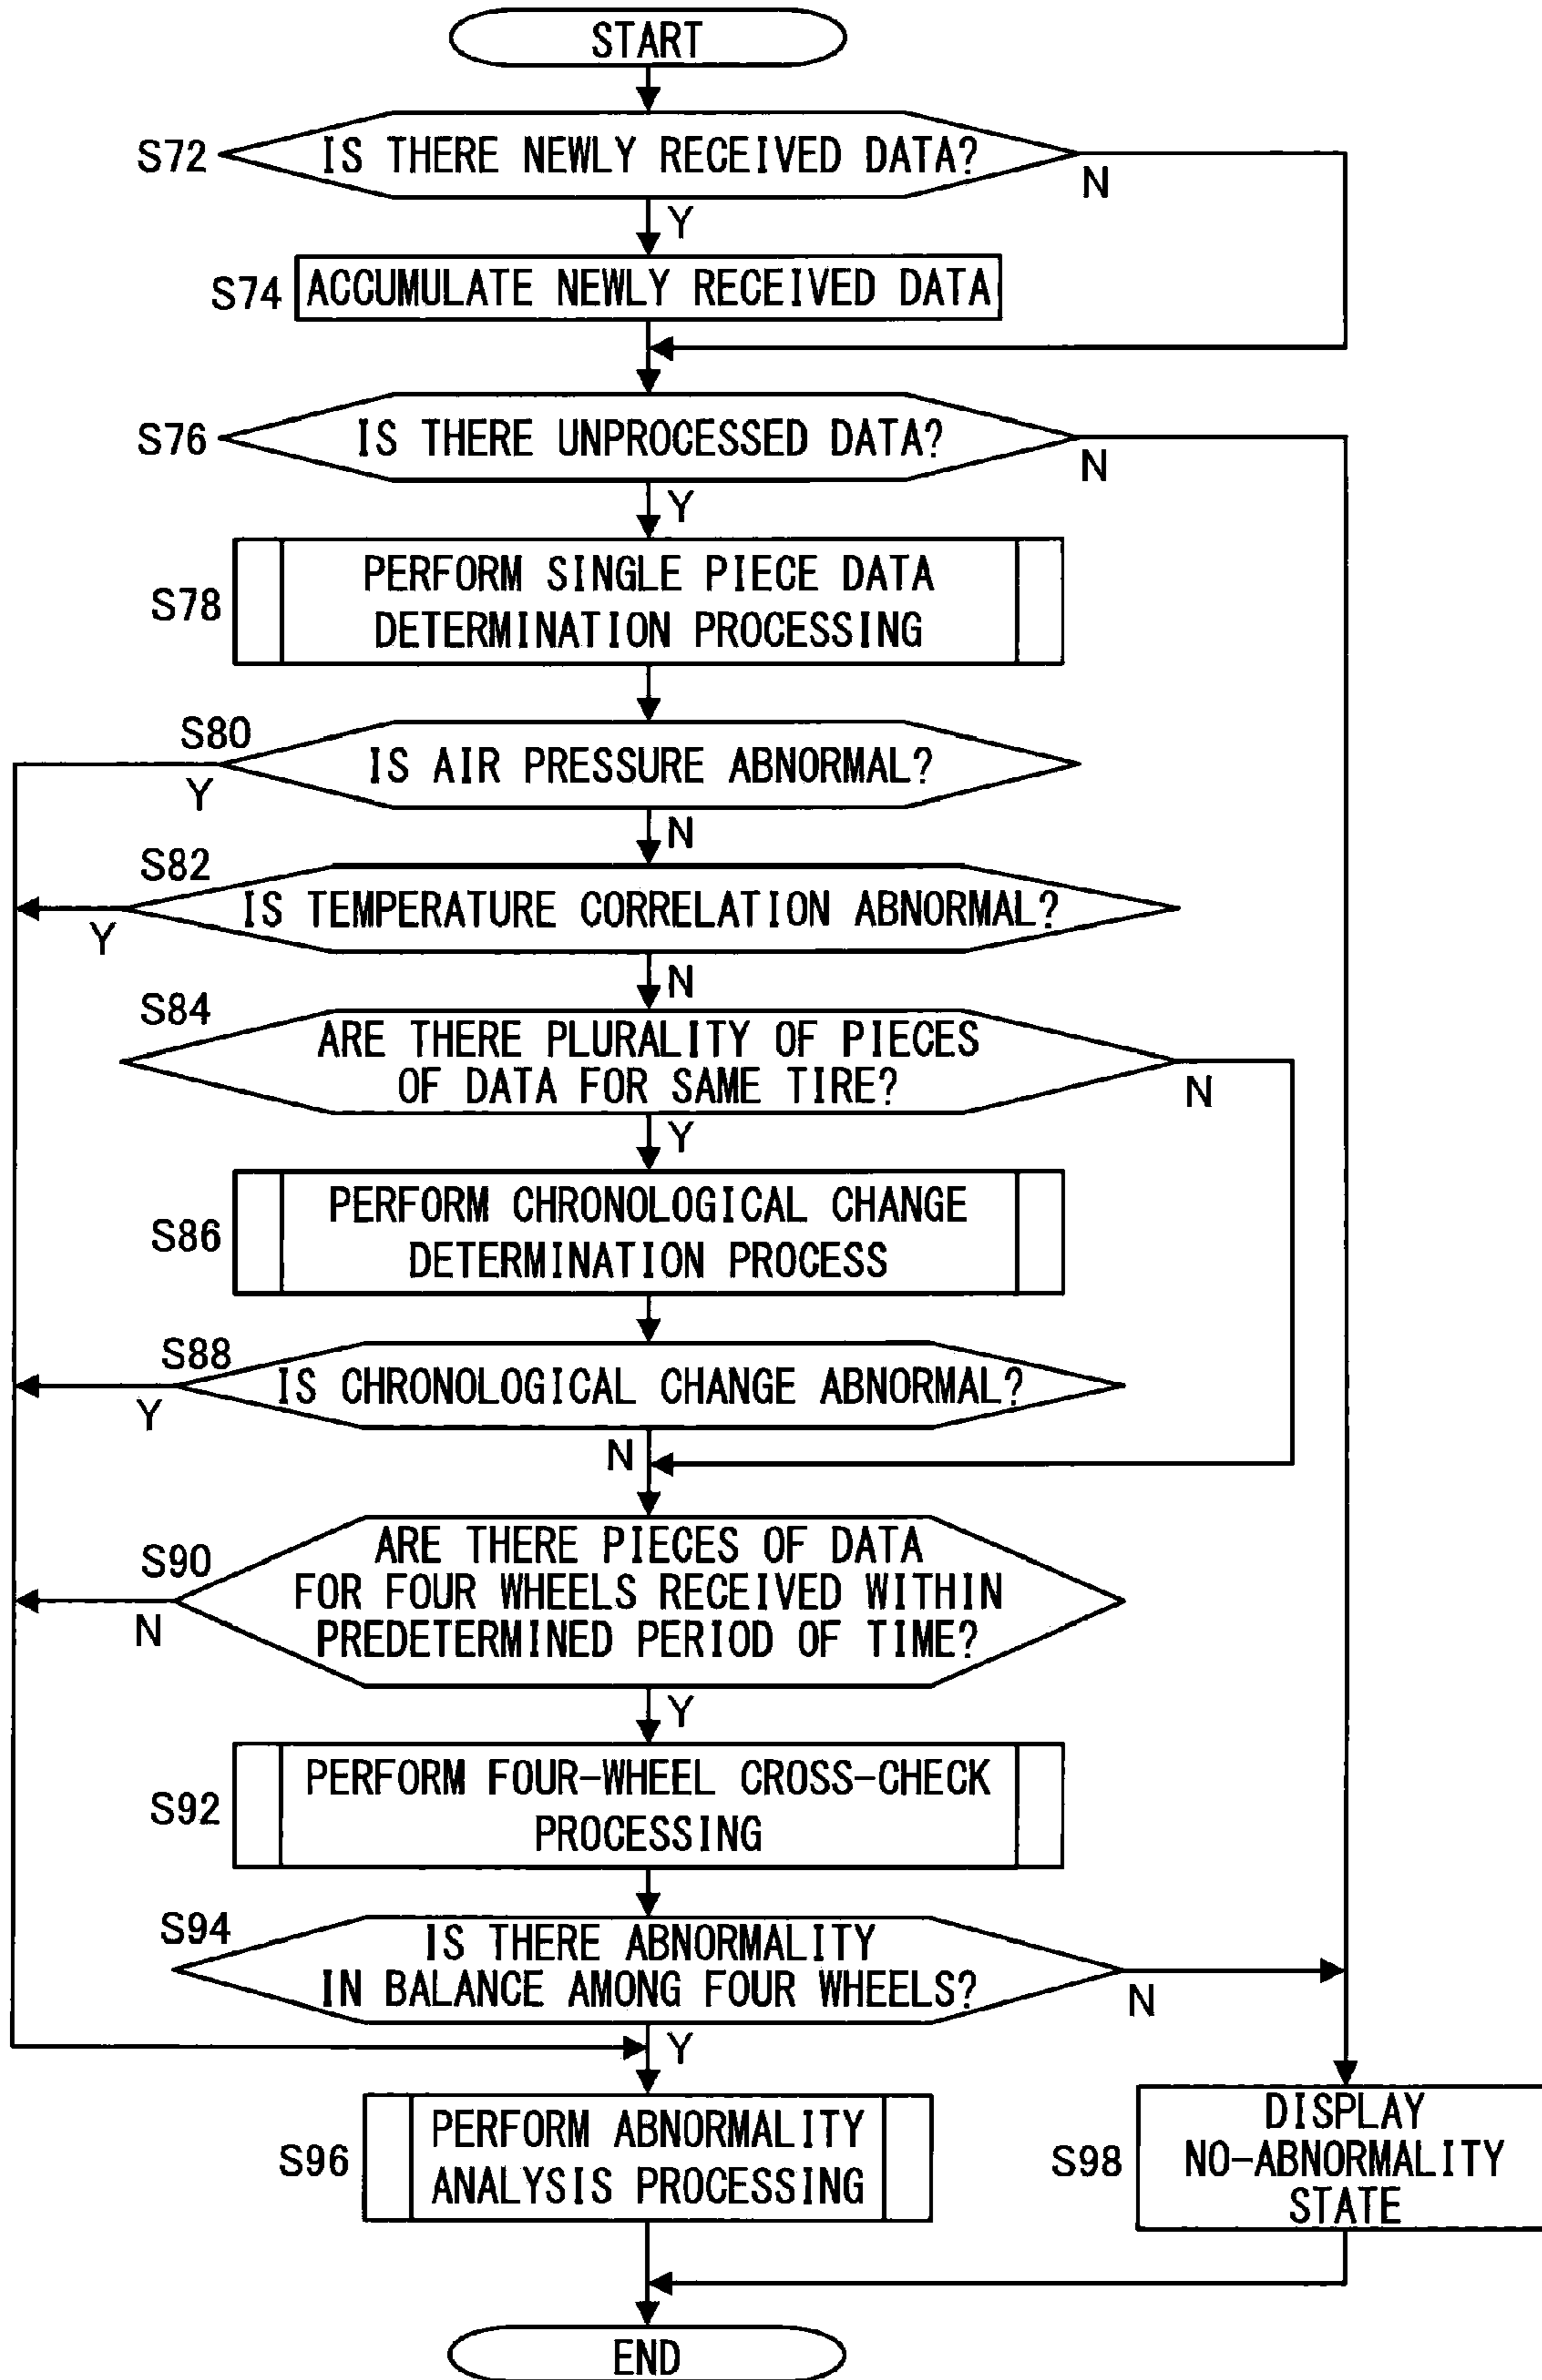 START
S72
IS THERE NEWLY RECEIVED DATA?
N
Y
S74
ACCUMULATE NEWLY RECEIVED DATA
S76
IS THERE UNPROCESSED DATA?
N
Y
S78
PERFORM SINGLE PIECE DATA
DETERMINATION PROCESSING
S80
IS AIR PRESSURE ABNORMAL?
Y
N
S82
IS TEMPERATURE CORRELATION ABNORMAL?
Y
N
S84
ARE THERE PLURALITY OF PIECES
OF DATA FOR SAME TIRE?
N
Y
S86
PERFORM CHRONOLOGICAL CHANGE
DETERMINATION PROCESS
S88
IS CHRONOLOGICAL CHANGE ABNORMAL?
Y
N
S90
ARE THERE PIECES OF DATA
FOR FOUR WHEELS RECEIVED WITHIN
PREDETERMINED PERIOD OF TIME?
N
Y
S92
PERFORM FOUR-WHEEL CROSS-CHECK
PROCESSING
S94
IS THERE ABNORMALITY
IN BALANCE AMONG FOUR WHEELS?
N
Y
S96
PERFORM ABNORMALITY
ANALYSIS PROCESSING
S98
DISPLAY
NO-ABNORMALITY
STATE
END